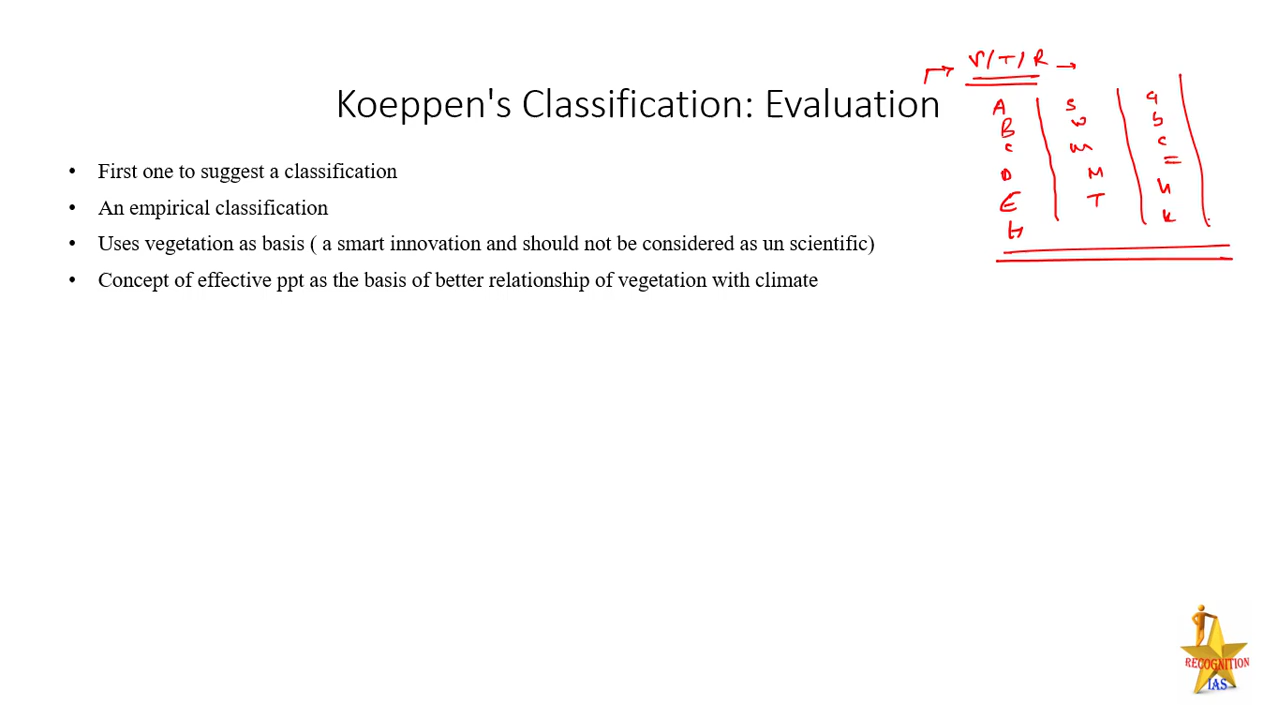 V/T/R
Koeppen's Classification: Evaluation
A s a
B w b
c m c
• First one to suggest a classification
D M h
• An empirical classification
E T k
• Uses vegetation as basis ( a smart innovation and should not be considered as un scientific)
H
• Concept of effective ppt as the basis of better relationship of vegetation with climate
RECOGNITION
IAS